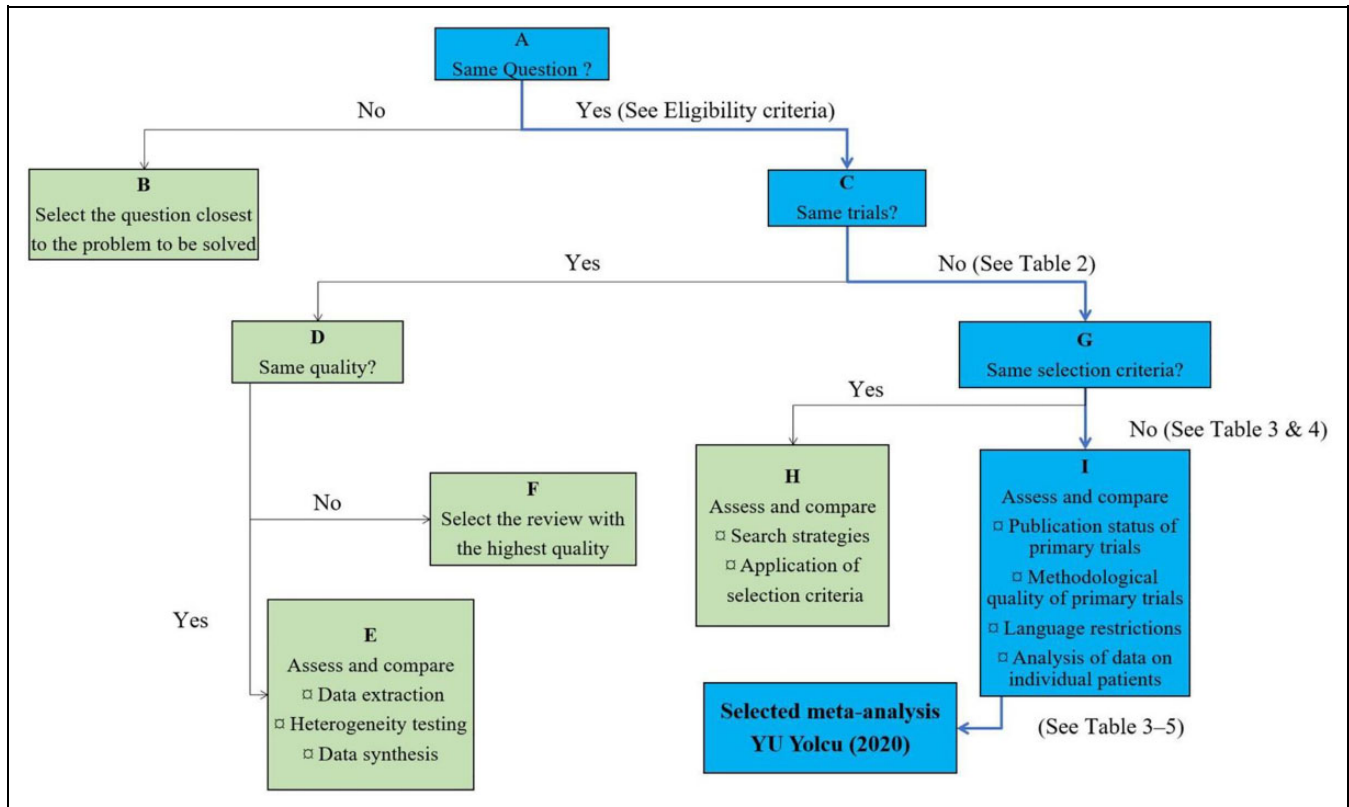 A
Same Question ?
No
Yes (See Eligibility criteria)
B
Select the question closest
to the problem to be solved
C
Same trials?
Yes
No (See Table 2)
D
Same quality?
G
Same selection criteria?
Yes
No (See Table 3 & 4)
No
F
Select the review with
the highest quality
H
Assess and compare
¤ Search strategies
¤ Application of
selection criteria
I
Assess and compare
¤ Publication status of
primary trials
¤ Methodological
quality of primary trials
¤ Language restrictions
¤ Analysis of data on
individual patients
Yes
E
Assess and compare
¤ Data extraction
¤ Heterogeneity testing
¤ Data synthesis
Selected meta-analysis
YU Yolcu (2020)
(See Table 3–5)